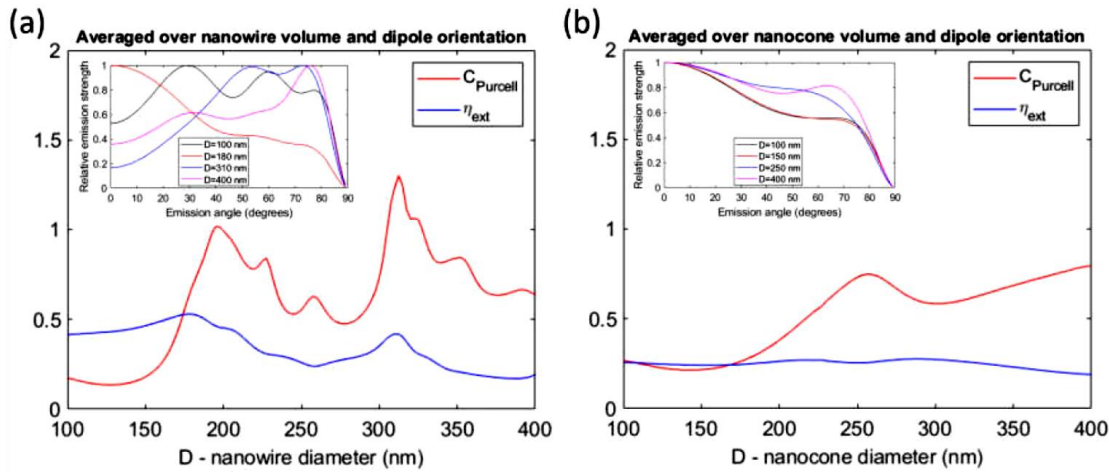 (a)
Averaged over nanowire volume and dipole orientation
2
1.5
1
0.5
0
100 150 200 250 300 350 400
D - nanowire diameter (nm)
C_Purcell
η_ext
Relative emission strength
1
0.8
0.6
0.4
0.2
0
0 10 20 30 40 50 60 70 80 90
Emission angle (degrees)
D=100 nm
D=180 nm
D=310 nm
D=400 nm
(b)
Averaged over nanocone volume and dipole orientation
2
1.5
1
0.5
0
100 150 200 250 300 350 400
D - nanocone diameter (nm)
C_Purcell
η_ext
Relative emission strength
1
0.8
0.6
0.4
0.2
0
0 10 20 30 40 50 60 70 80 90
Emission angle (degrees)
D=100 nm
D=150 nm
D=250 nm
D=400 nm